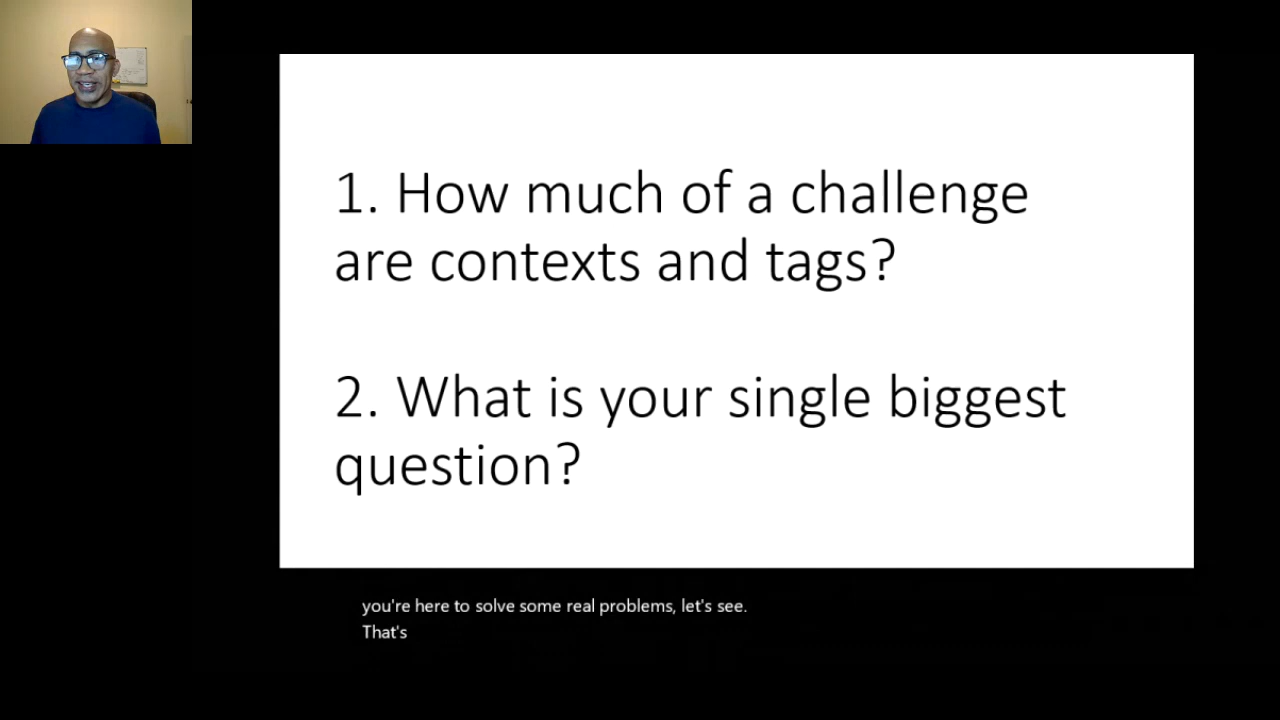 1. How much of a challenge
are contexts and tags?
2. What is your single biggest
question?
you're here to solve some real problems, let's see.
That's